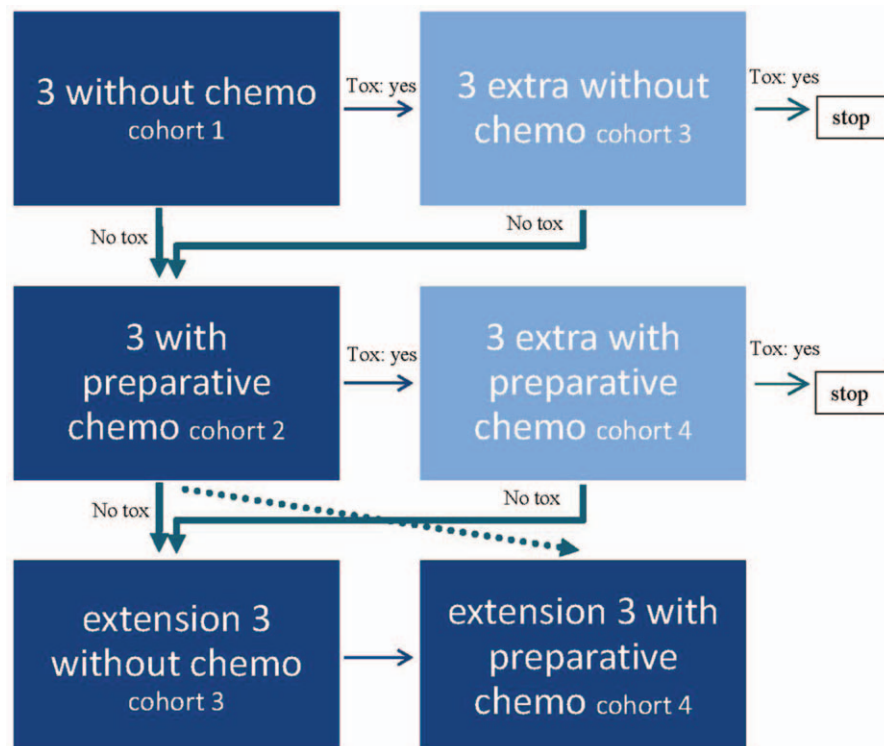 3 without chemo
cohort 1
Tox: yes
3 extra without
chemo cohort 3
Tox: yes
stop
No tox
No tox
3 with
preparative
chemo cohort 2
Tox: yes
3 extra with
preparative
chemo cohort 4
Tox: yes
stop
No tox
No tox
extension 3
without chemo
cohort 3
extension 3 with
preparative
chemo cohort 4